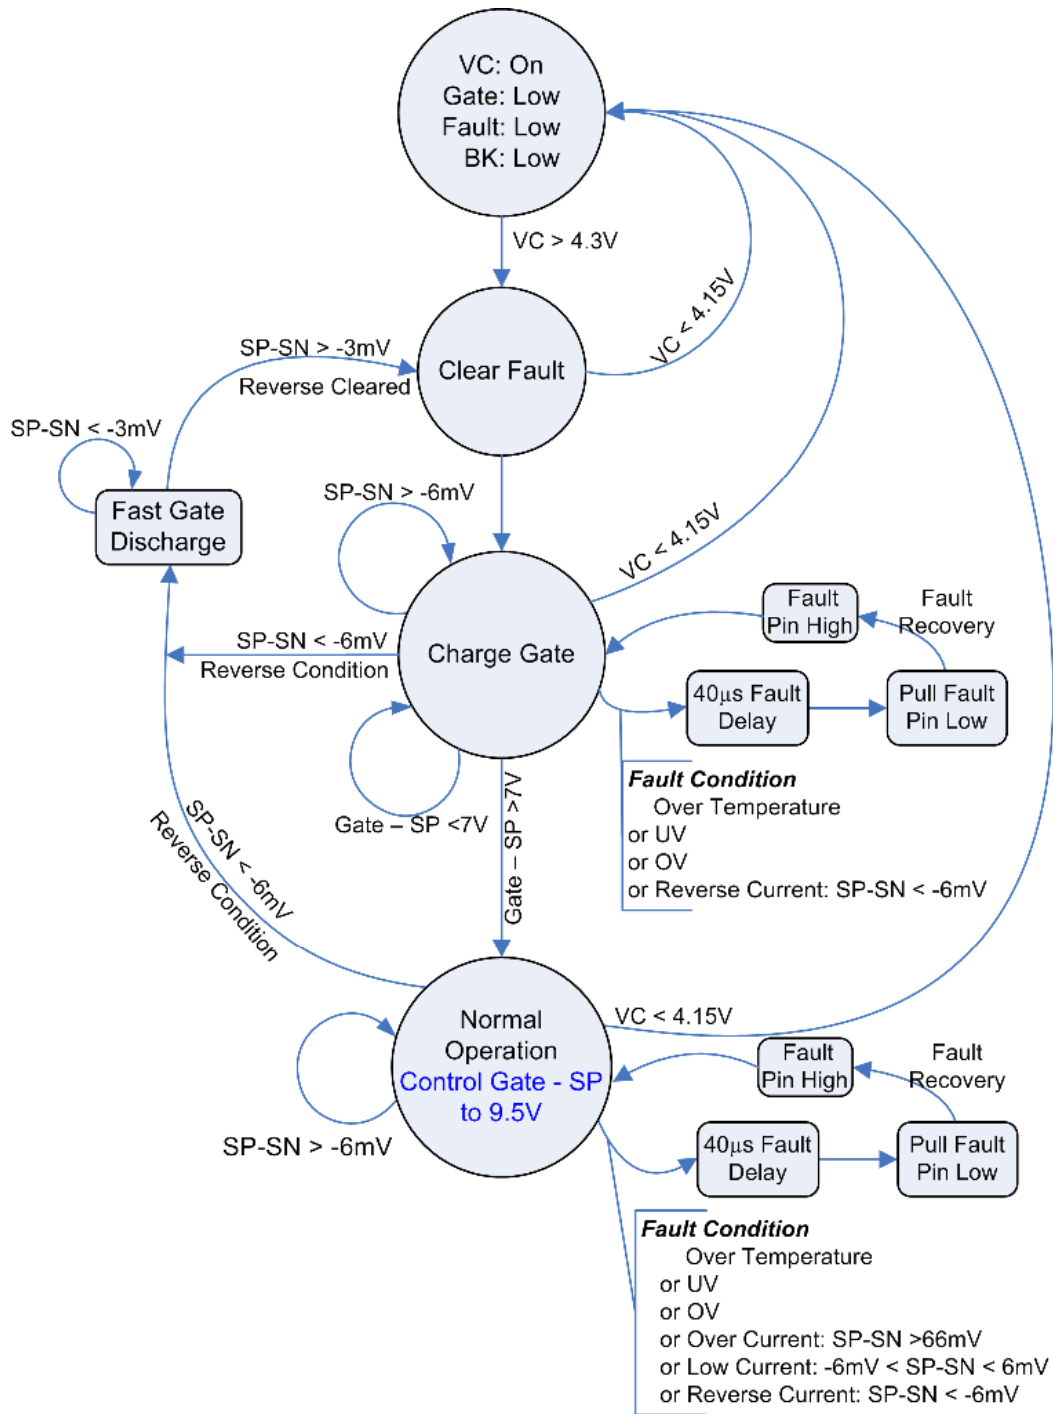 VC: On
Gate: Low
Fault: Low
BK: Low
VC > 4.3V
VC < 4.15V
SP-SN > -3mV
Reverse Cleared
Clear Fault
SP-SN < -3mV
Fast Gate
Discharge
SP-SN > -6mV
VC < 4.15V
SP-SN < -6mV
Reverse Condition
Charge Gate
Fault
Pin High
Fault
Recovery
40µs Fault
Delay
Pull Fault
Pin Low
Gate – SP <7V
Gate – SP >7V
Fault Condition
Over Temperature
or UV
or OV
or Reverse Current: SP-SN < -6mV
SP-SN < -6mV
Reverse Condition
Normal
Operation
Control Gate - SP
to 9.5V
VC < 4.15V
SP-SN > -6mV
Fault
Pin High
Fault
Recovery
40µs Fault
Delay
Pull Fault
Pin Low
Fault Condition
Over Temperature
or UV
or OV
or Over Current: SP-SN >66mV
or Low Current: -6mV < SP-SN < 6mV
or Reverse Current: SP-SN < -6mV